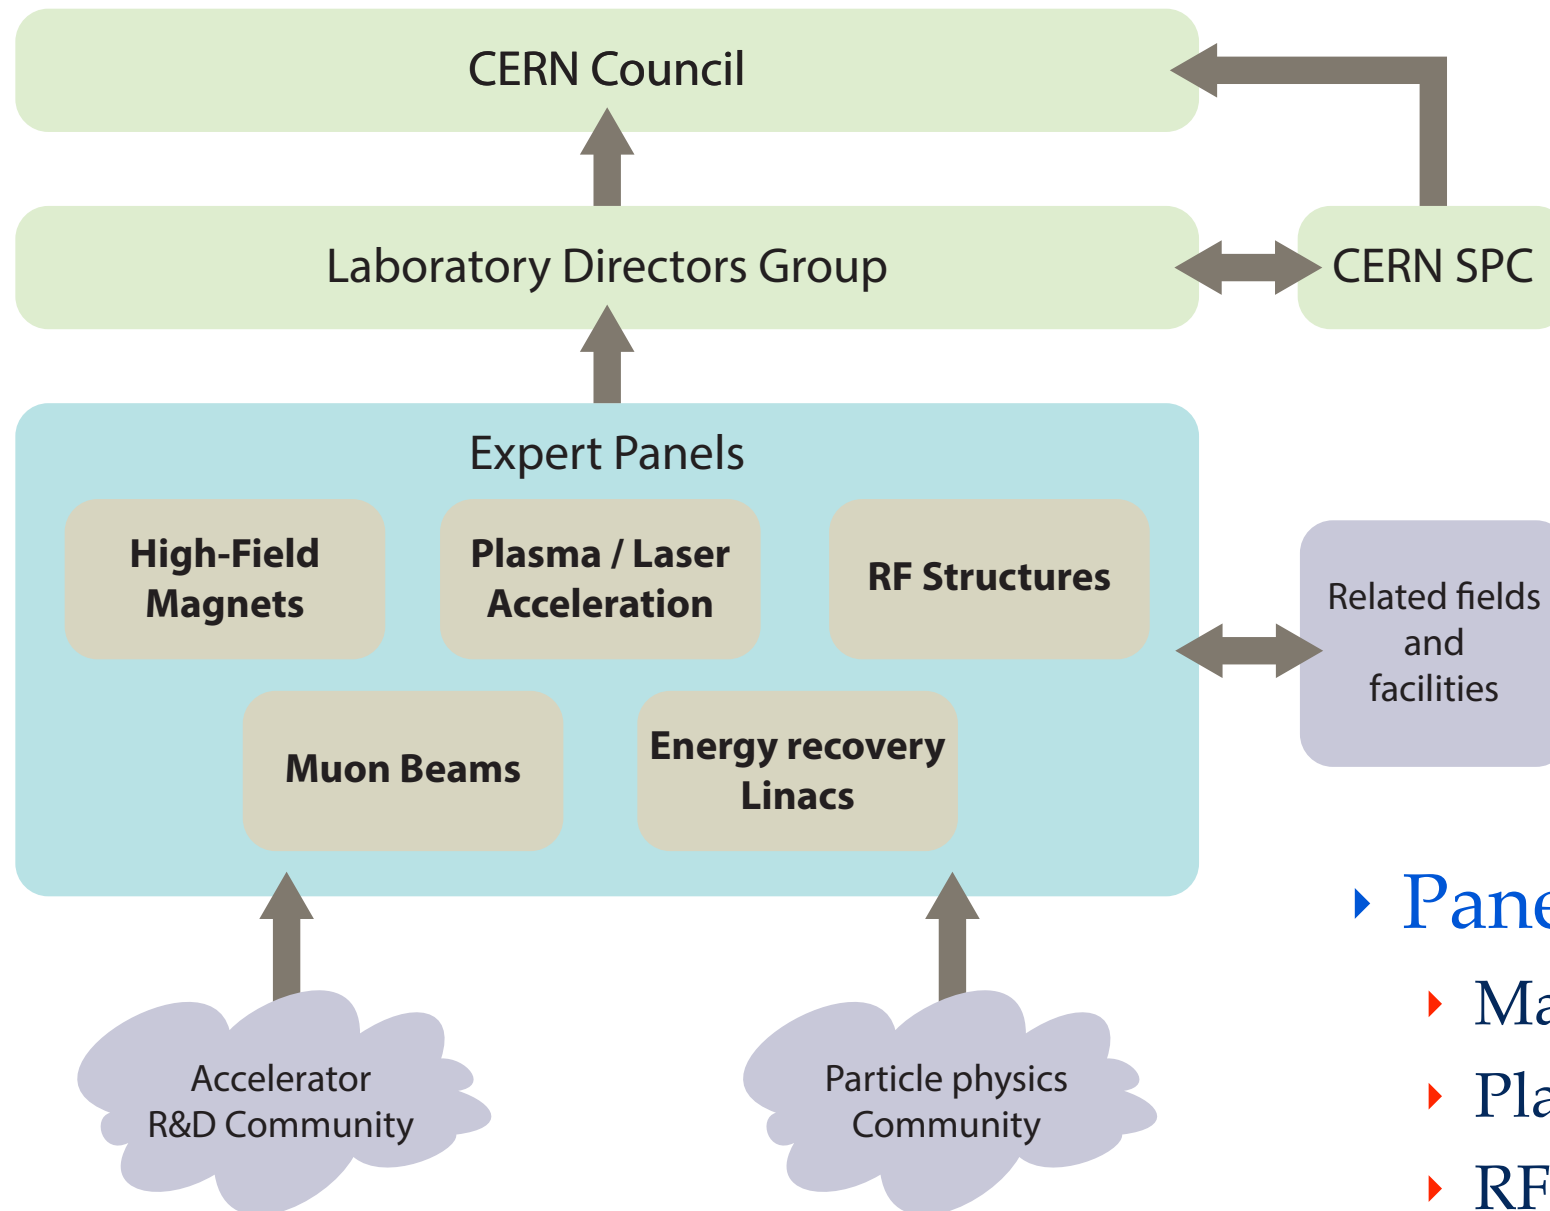 CERN Council
Laboratory Directors Group
CERN SPC
Expert Panels
High-Field
Magnets
Plasma / Laser
Acceleration
RF Structures
Muon Beams
Energy recovery
Linacs
Related fields
and
facilities
Accelerator
R&D Community
Particle physics
Community
RF